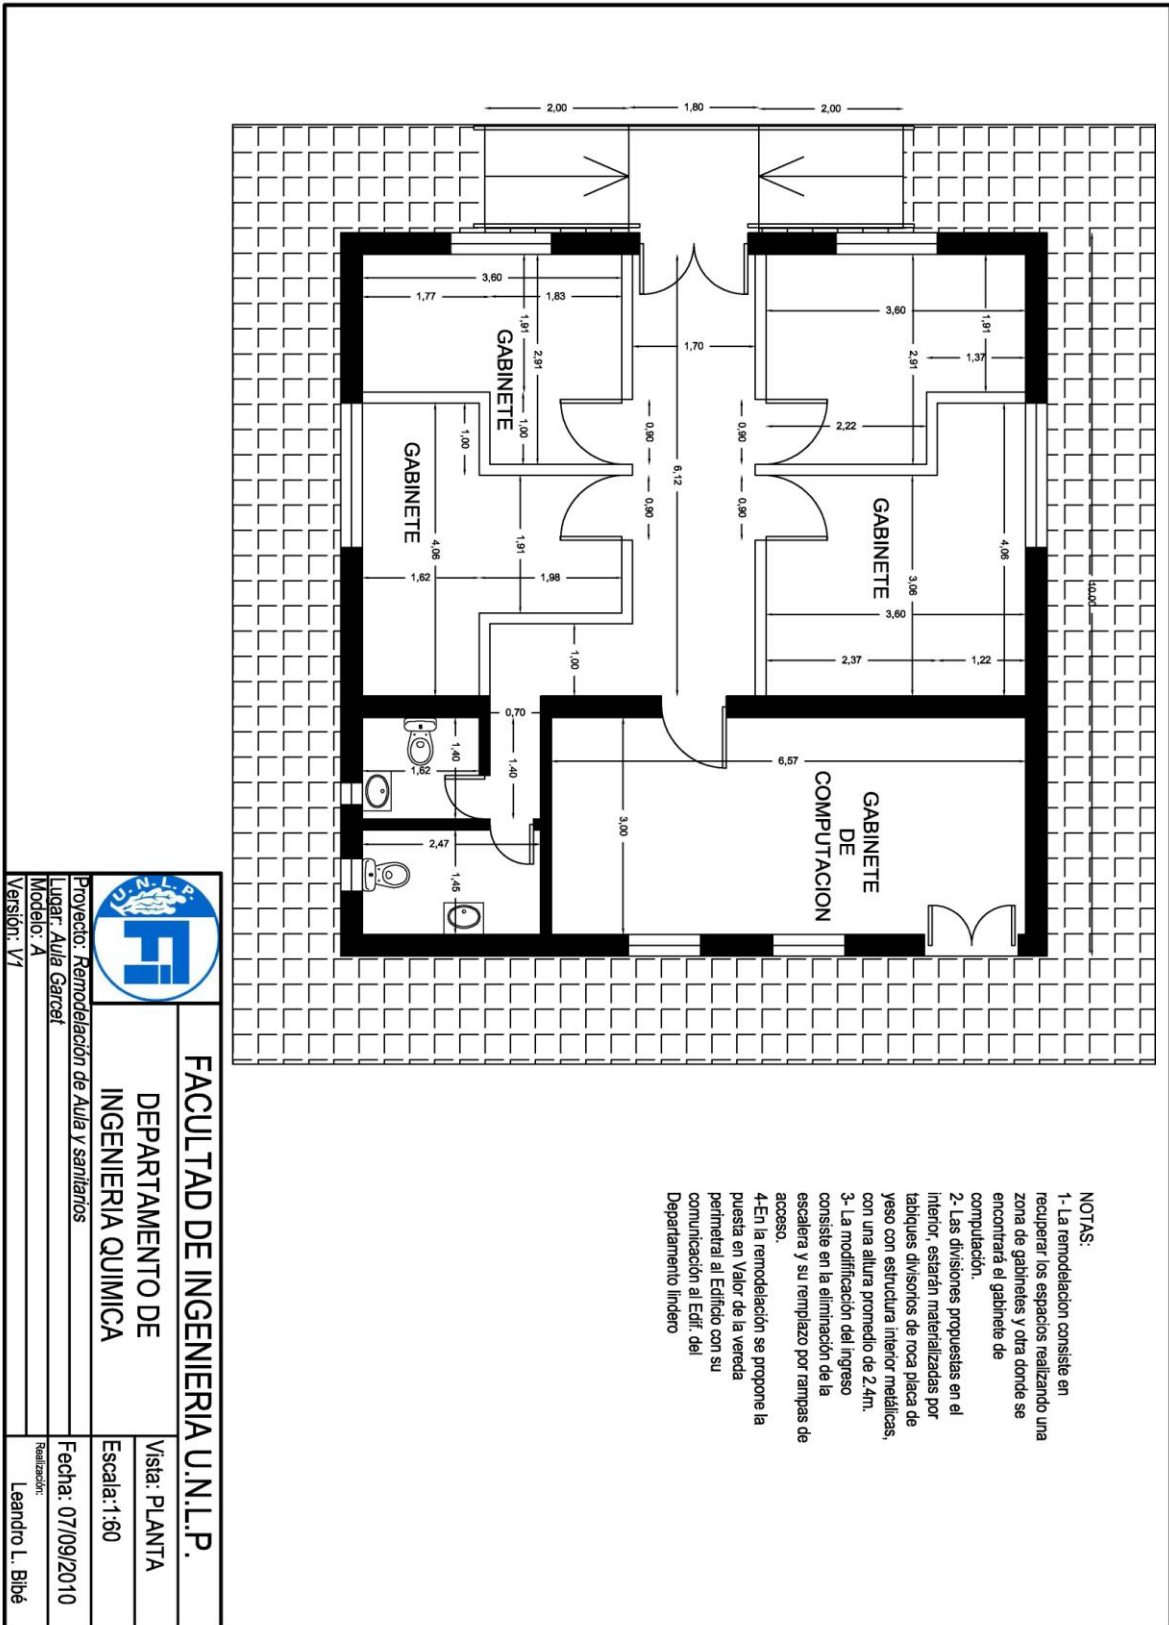 2,00
1,80
2,00
3,60
1,77
1,83
1,91
2,91
GABINETE
1,00
1,70
3,60
1,91
1,37
2,91
2,22
0,90
0,90
6,12
0,90
0,90
GABINETE
1,00
4,06
1,91
1,62
1,98
1,00
GABINETE
4,06
3,06
3,60
2,37
1,22
10,00
0,70
1,40
1,62
1,40
2,47
1,45
3,00
6,57
GABINETE
DE
COMPUTACION
NOTAS:
1- La remodelacion consiste en
recuperar los espacios realizando una
zona de gabinetes y otra donde se
encontrará el gabinete de
computación.
2- Las divisiones propuestas en el
interior, estarán materializadas por
tabiques divisorios de roca placa de
yeso con estructura interior metálicas,
con una altura promedio de 2.4m.
3- La modiffificación del ingreso
consiste en la eliminación de la
escalera y su remplazo por rampas de
acceso.
4-En la remodelación se propone la
puesta en Valor de la vereda
perimetral al Edificio con su
comunicación al Edif. del
Departamento lindero
U.N.L.P.
Fi
FACULTAD DE INGENIERIA U.N.L.P.
DEPARTAMENTO DE
INGENIERIA QUIMICA
Vista: PLANTA
Escala:1:60
Proyecto: Remodelación de Aula y sanitarios
Lugar: Aula Garcet
Modelo: A
Versión: V1
Fecha: 07/09/2010
Realización:
Leandro L. Bibé